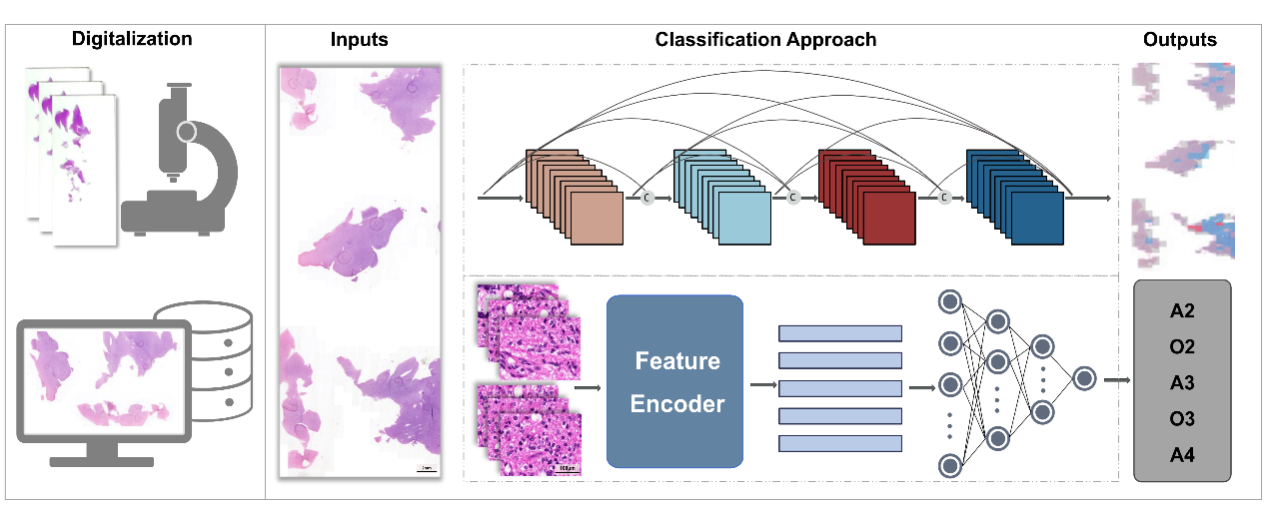 Digitalization
Inputs
Classification Approach
Outputs
C
C
C
Feature
Encoder
A2
O2
A3
O3
A4